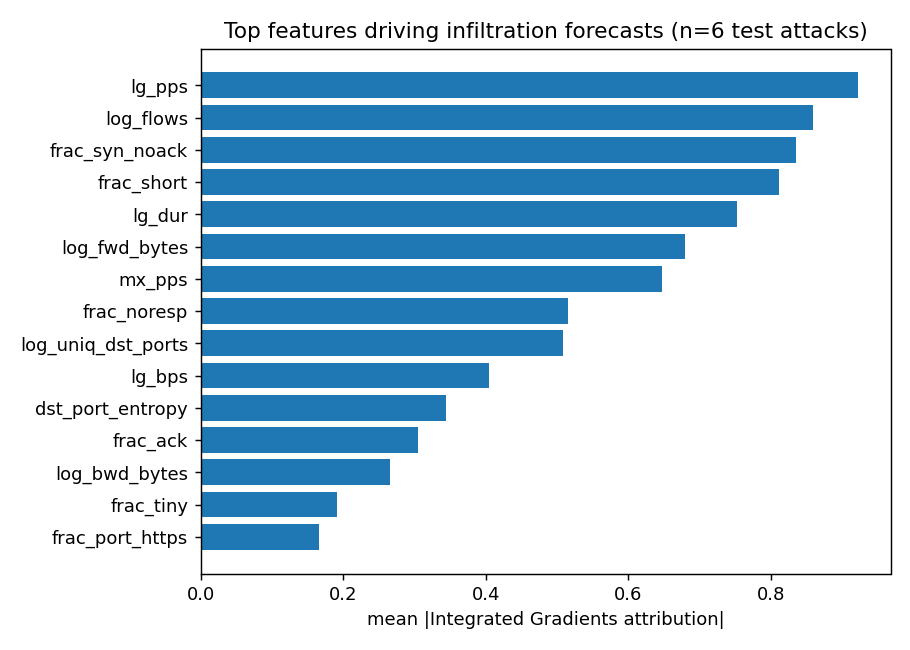 Top features driving infiltration forecasts (n=6 test attacks)
lg_pps
log_flows
frac_syn_noack
frac_short
lg_dur
log_fwd_bytes
mx_pps
frac_noresp
log_uniq_dst_ports
lg_bps
dst_port_entropy
frac_ack
log_bwd_bytes
frac_tiny
frac_port_https
0.0 0.2 0.4 0.6 0.8
mean |Integrated Gradients attribution|